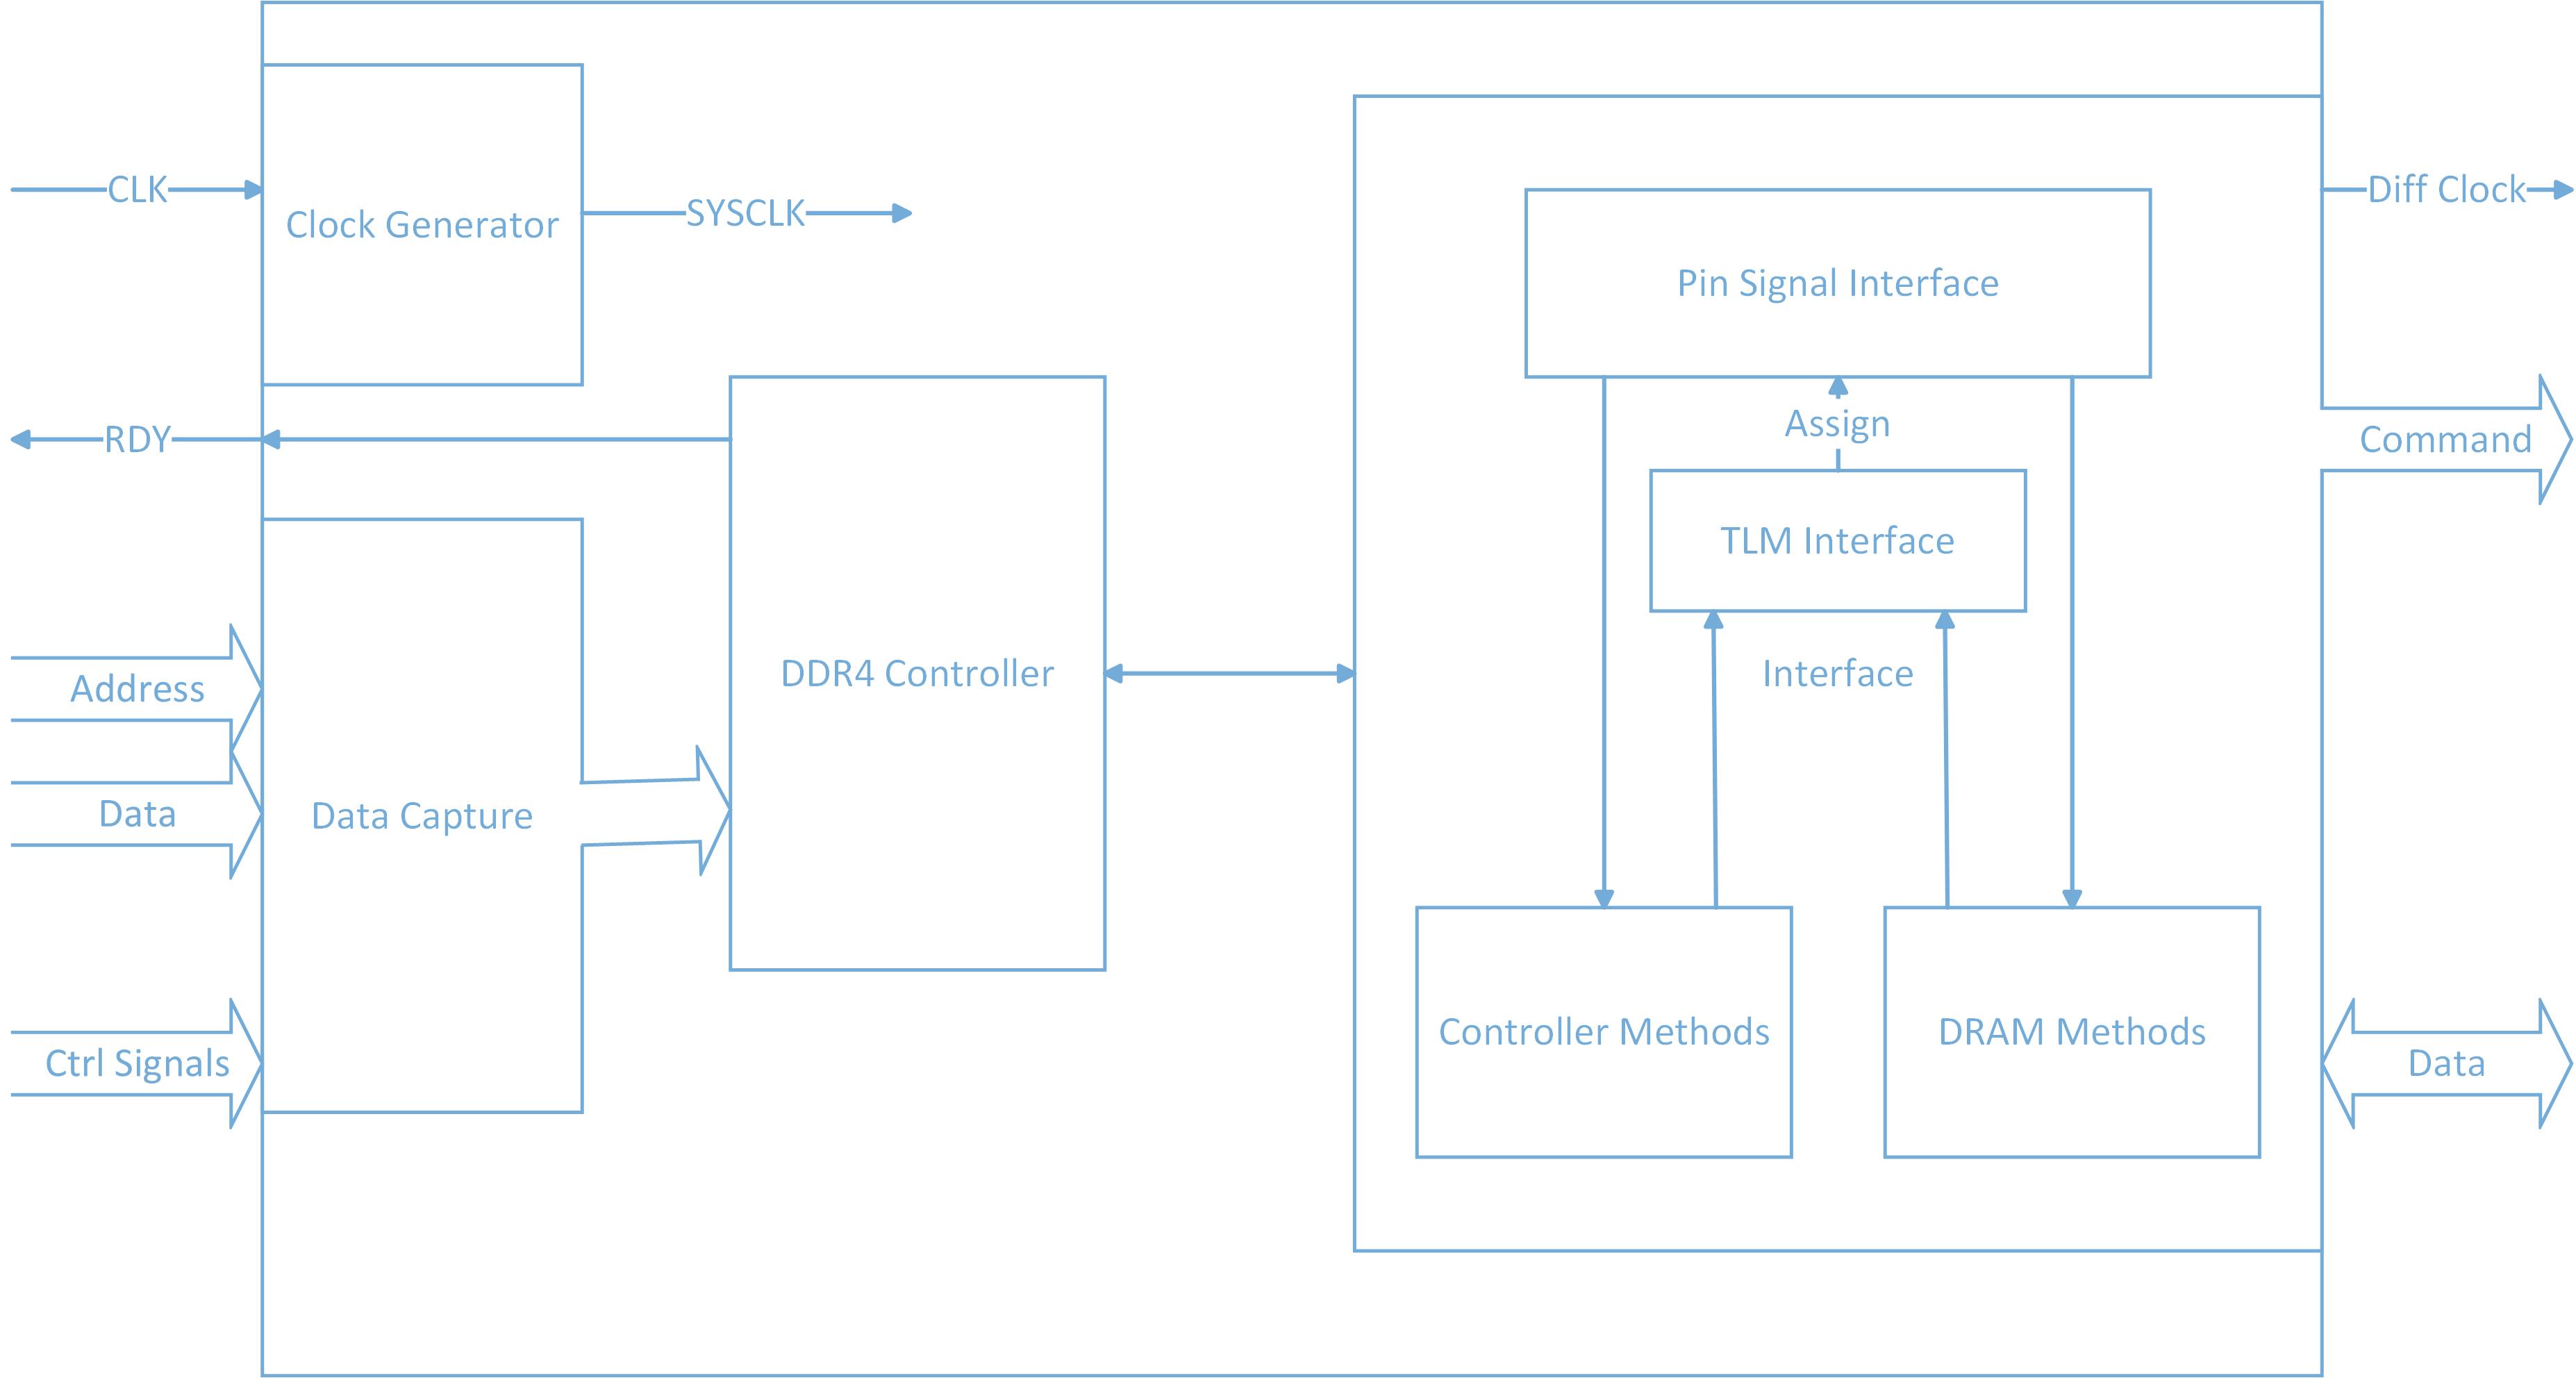 CLK
Clock Generator
SYSCLK
Pin Signal Interface
Diff Clock
RDY
Assign
Command
TLM Interface
Address
DDR4 Controller
Interface
Data
Data Capture
Controller Methods
DRAM Methods
Ctrl Signals
Data